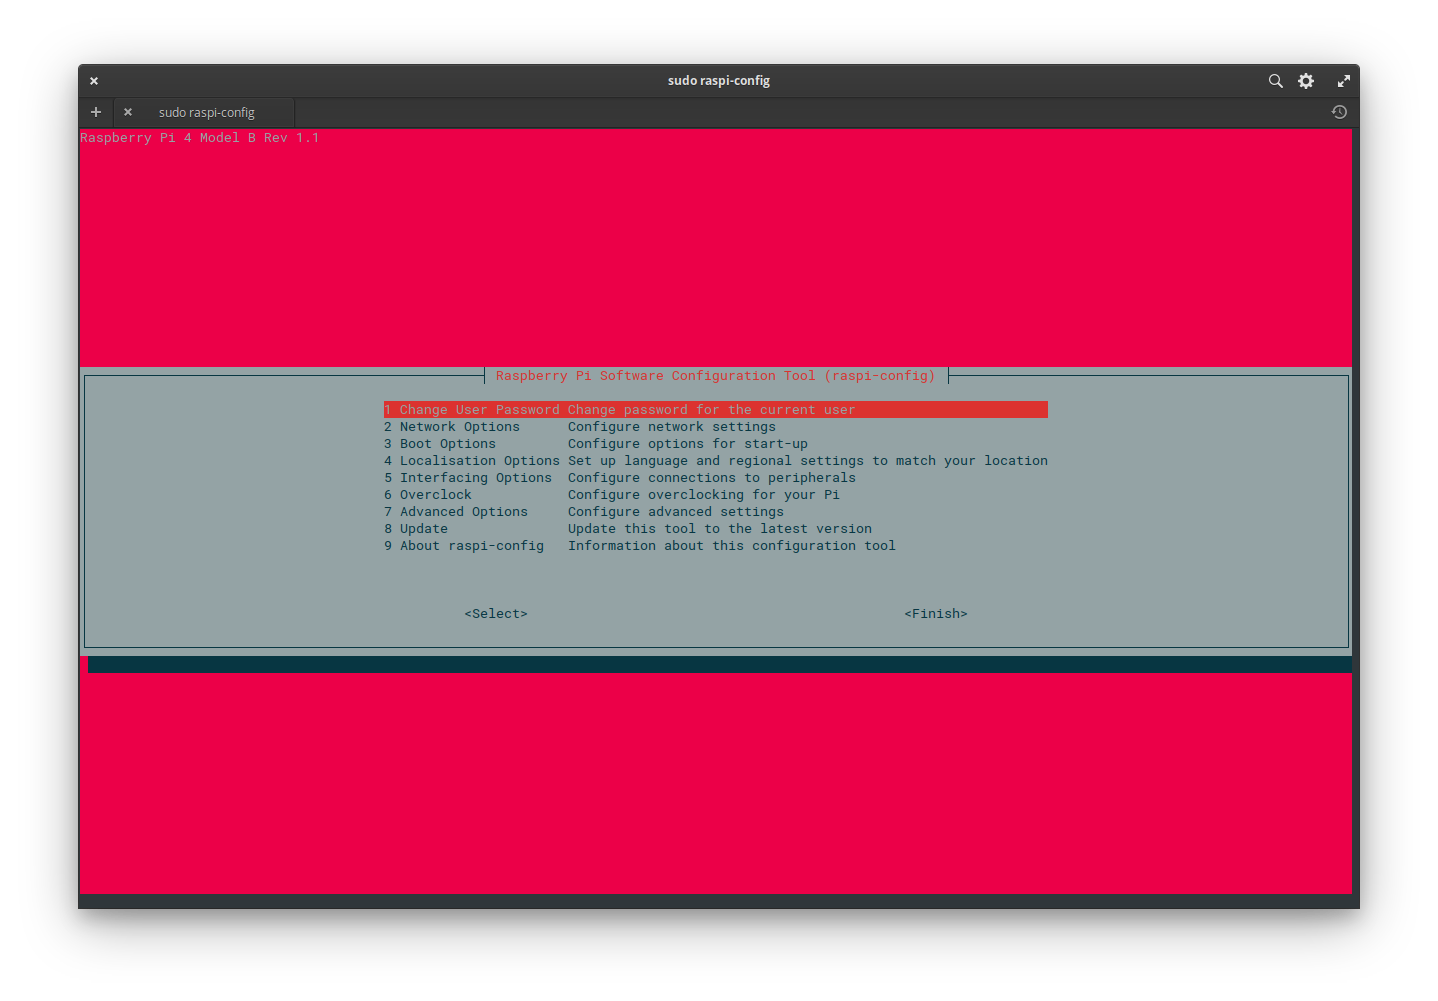 sudo raspi-config
sudo raspi-config
Raspberry Pi 4 Model B Rev 1.1
Raspberry Pi Software Configuration Tool (raspi-config)
1 Change User Password Change password for the current user
2 Network Options Configure network settings
3 Boot Options Configure options for start-up
4 Localisation Options Set up language and regional settings to match your location
5 Interfacing Options Configure connections to peripherals
6 Overclock Configure overclocking for your Pi
7 Advanced Options Configure advanced settings
8 Update Update this tool to the latest version
9 About raspi-config Information about this configuration tool
<Select> <Finish>